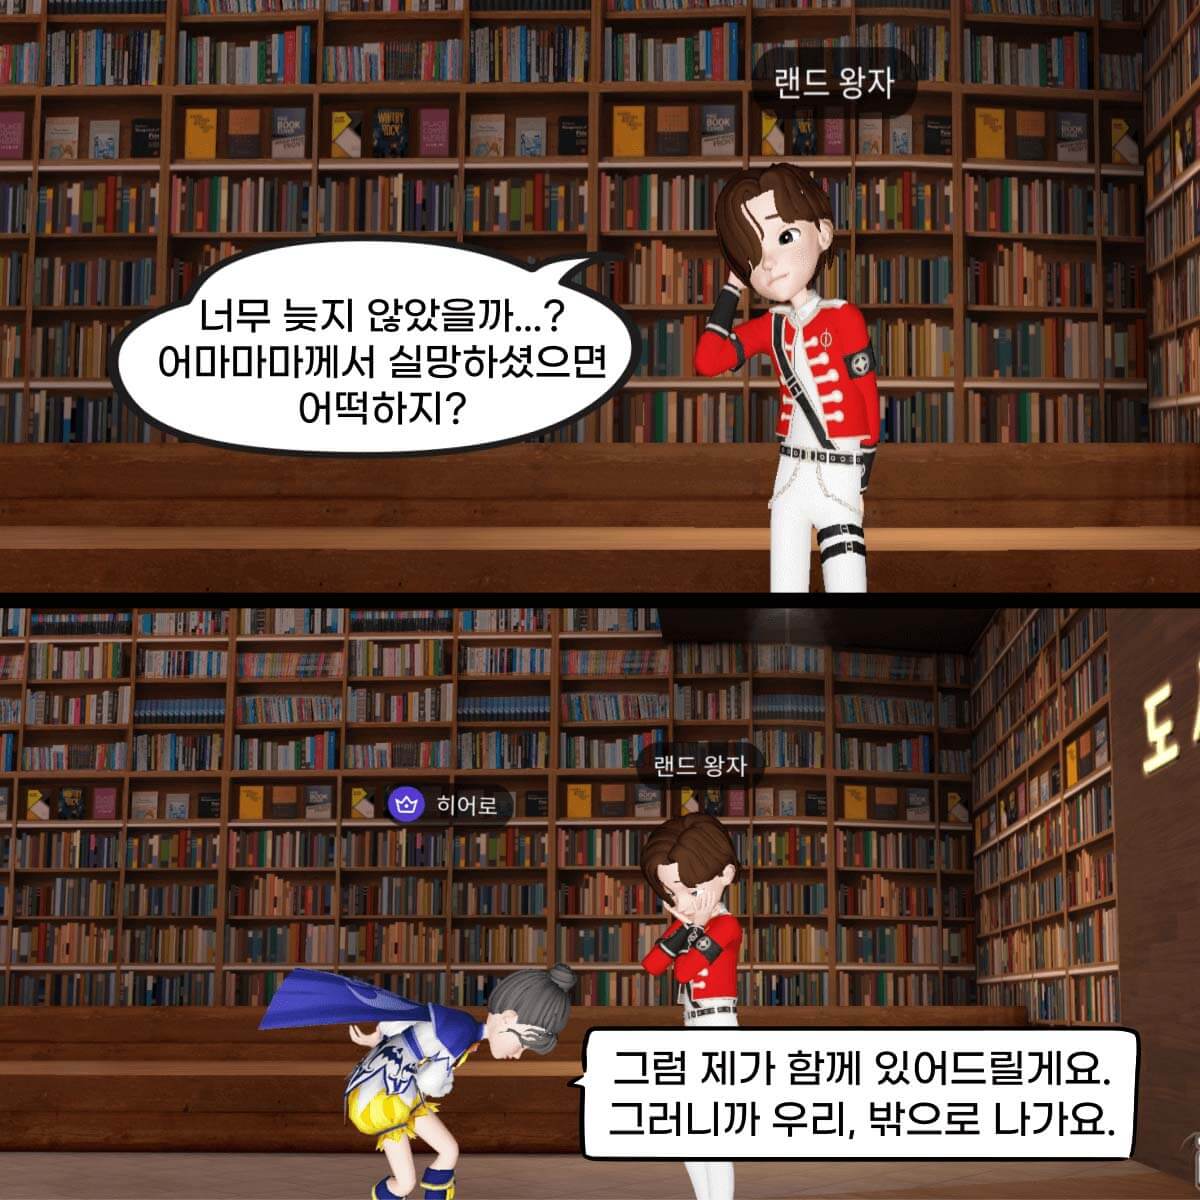 랜드 왕자
너무 늦지 않았을까...?
어마마마께서 실망하셨으면
어떡하지?
랜드 왕자
히어로
도
그럼 제가 함께 있어드릴게요.
그러니까 우리, 밖으로 나가요.